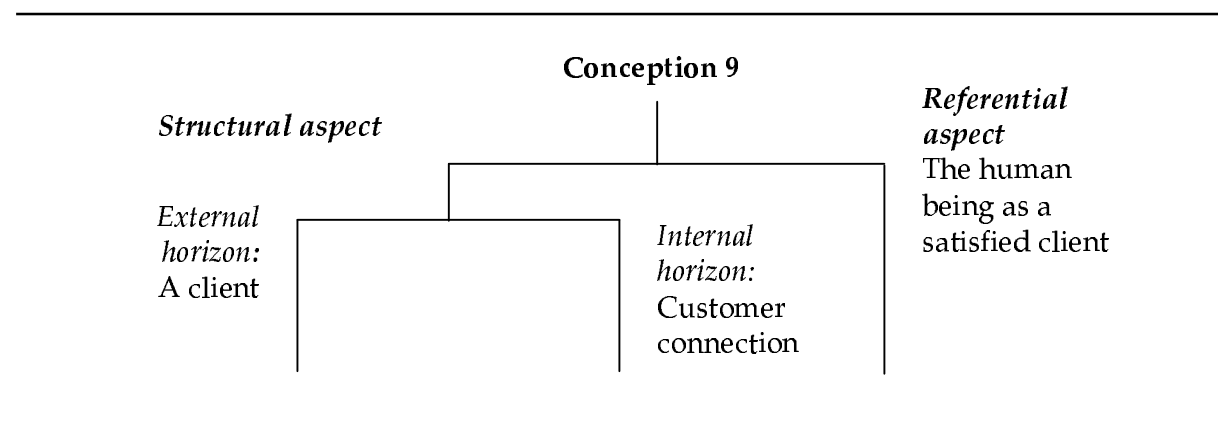 Conception 9
Structural aspect
External
horizon:
A client
Internal
horizon:
Customer
connection
Referential
aspect
The human
being as a
satisfied client